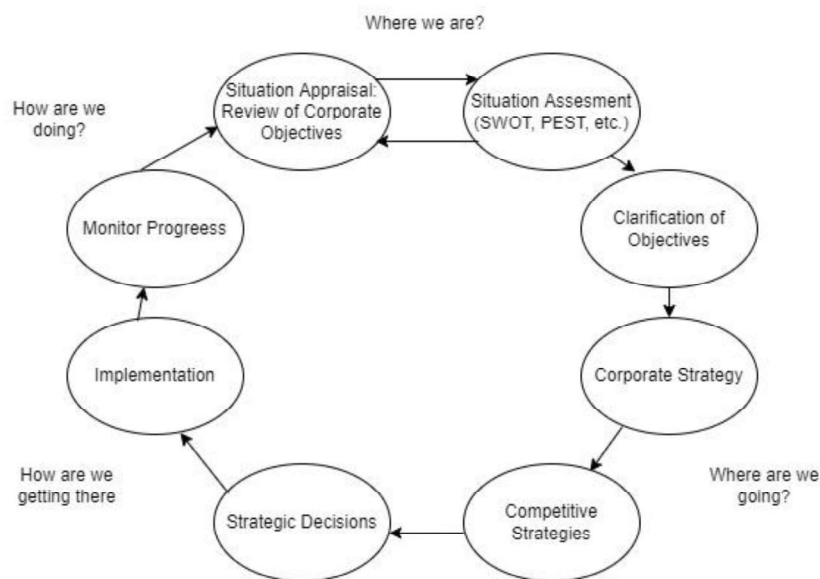 Where we are?
Situation Appraisal:
Review of Corporate
Objectives
Situation Assesment
(SWOT, PEST, etc.)
How are we
doing?
Monitor Progreess
Clarification of
Objectives
Implementation
Corporate Strategy
How are we
getting there
Where are we
going?
Strategic Decisions
Competitive
Strategies